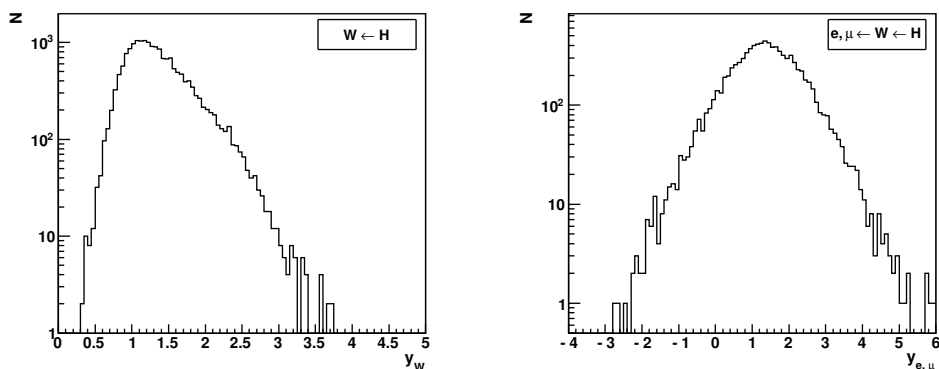 N
W ← H
10³
10²
10
1
0 0.5 1 1.5 2 2.5 3 3.5 4 4.5 5
y_W
N
e, μ ← W ← H
10²
10
1
- 4 - 3 - 2 - 1 0 1 2 3 4 5 6
y_e, μ